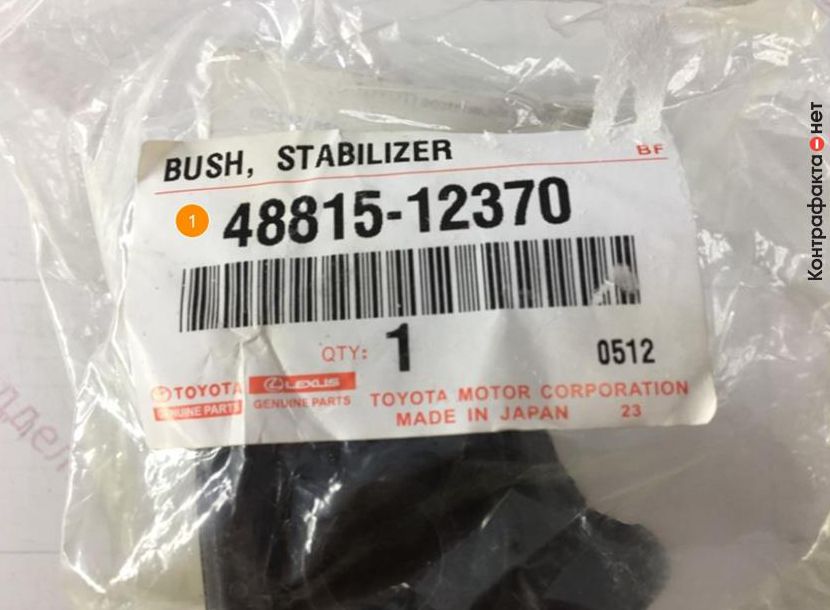 BUSH, STABILIZER
BF
1
48815-12370
QTY: 1
0512
TOYOTA
GENUINE PARTS
LEXUS
GENUINE PARTS
TOYOTA MOTOR CORPORATION
MADE IN JAPAN 23
Контрафакта нет